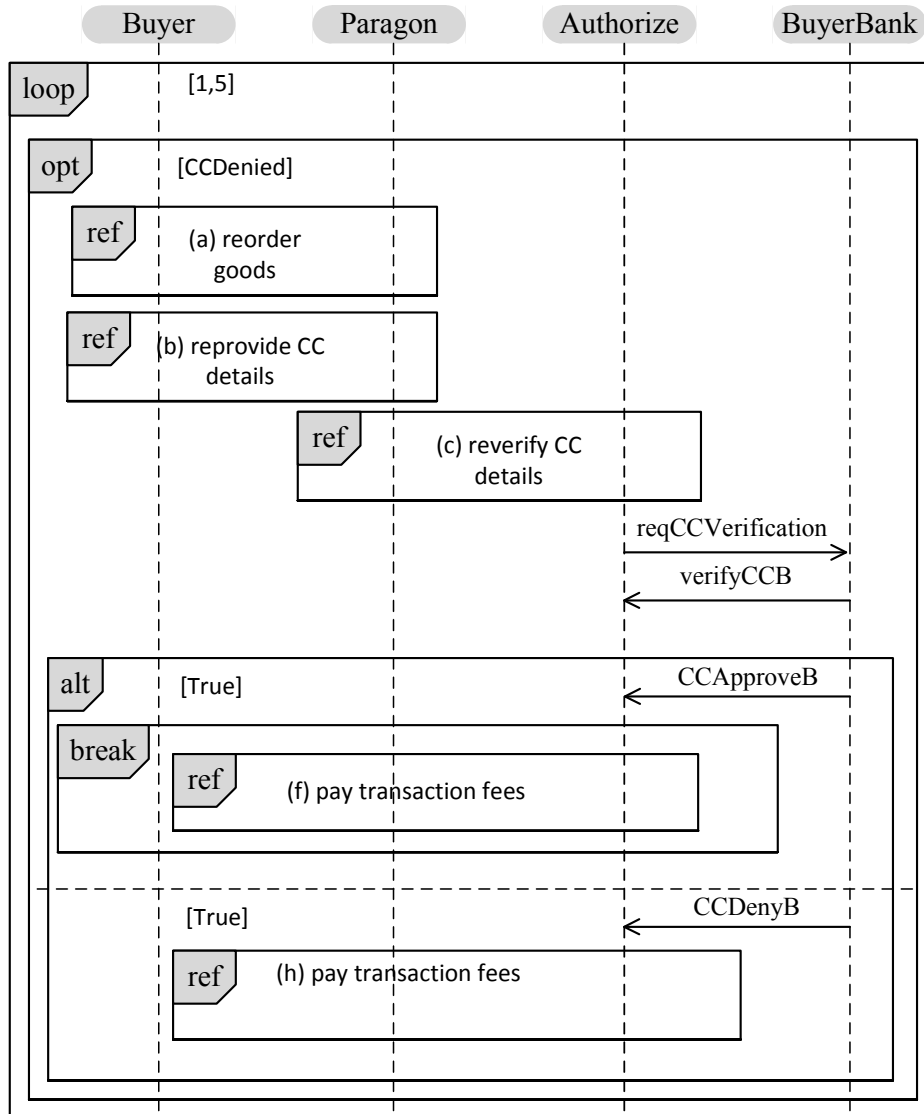 Buyer Paragon Authorize BuyerBank
loop [1,5]
opt [CCDenied]
ref (a) reorder
goods
ref (b) reprovide CC
details
ref (c) reverify CC
details
reqCCVerification
verifyCCB
alt [True] CCApproveB
break
ref (f) pay transaction fees
[True] CCDenyB
ref (h) pay transaction fees